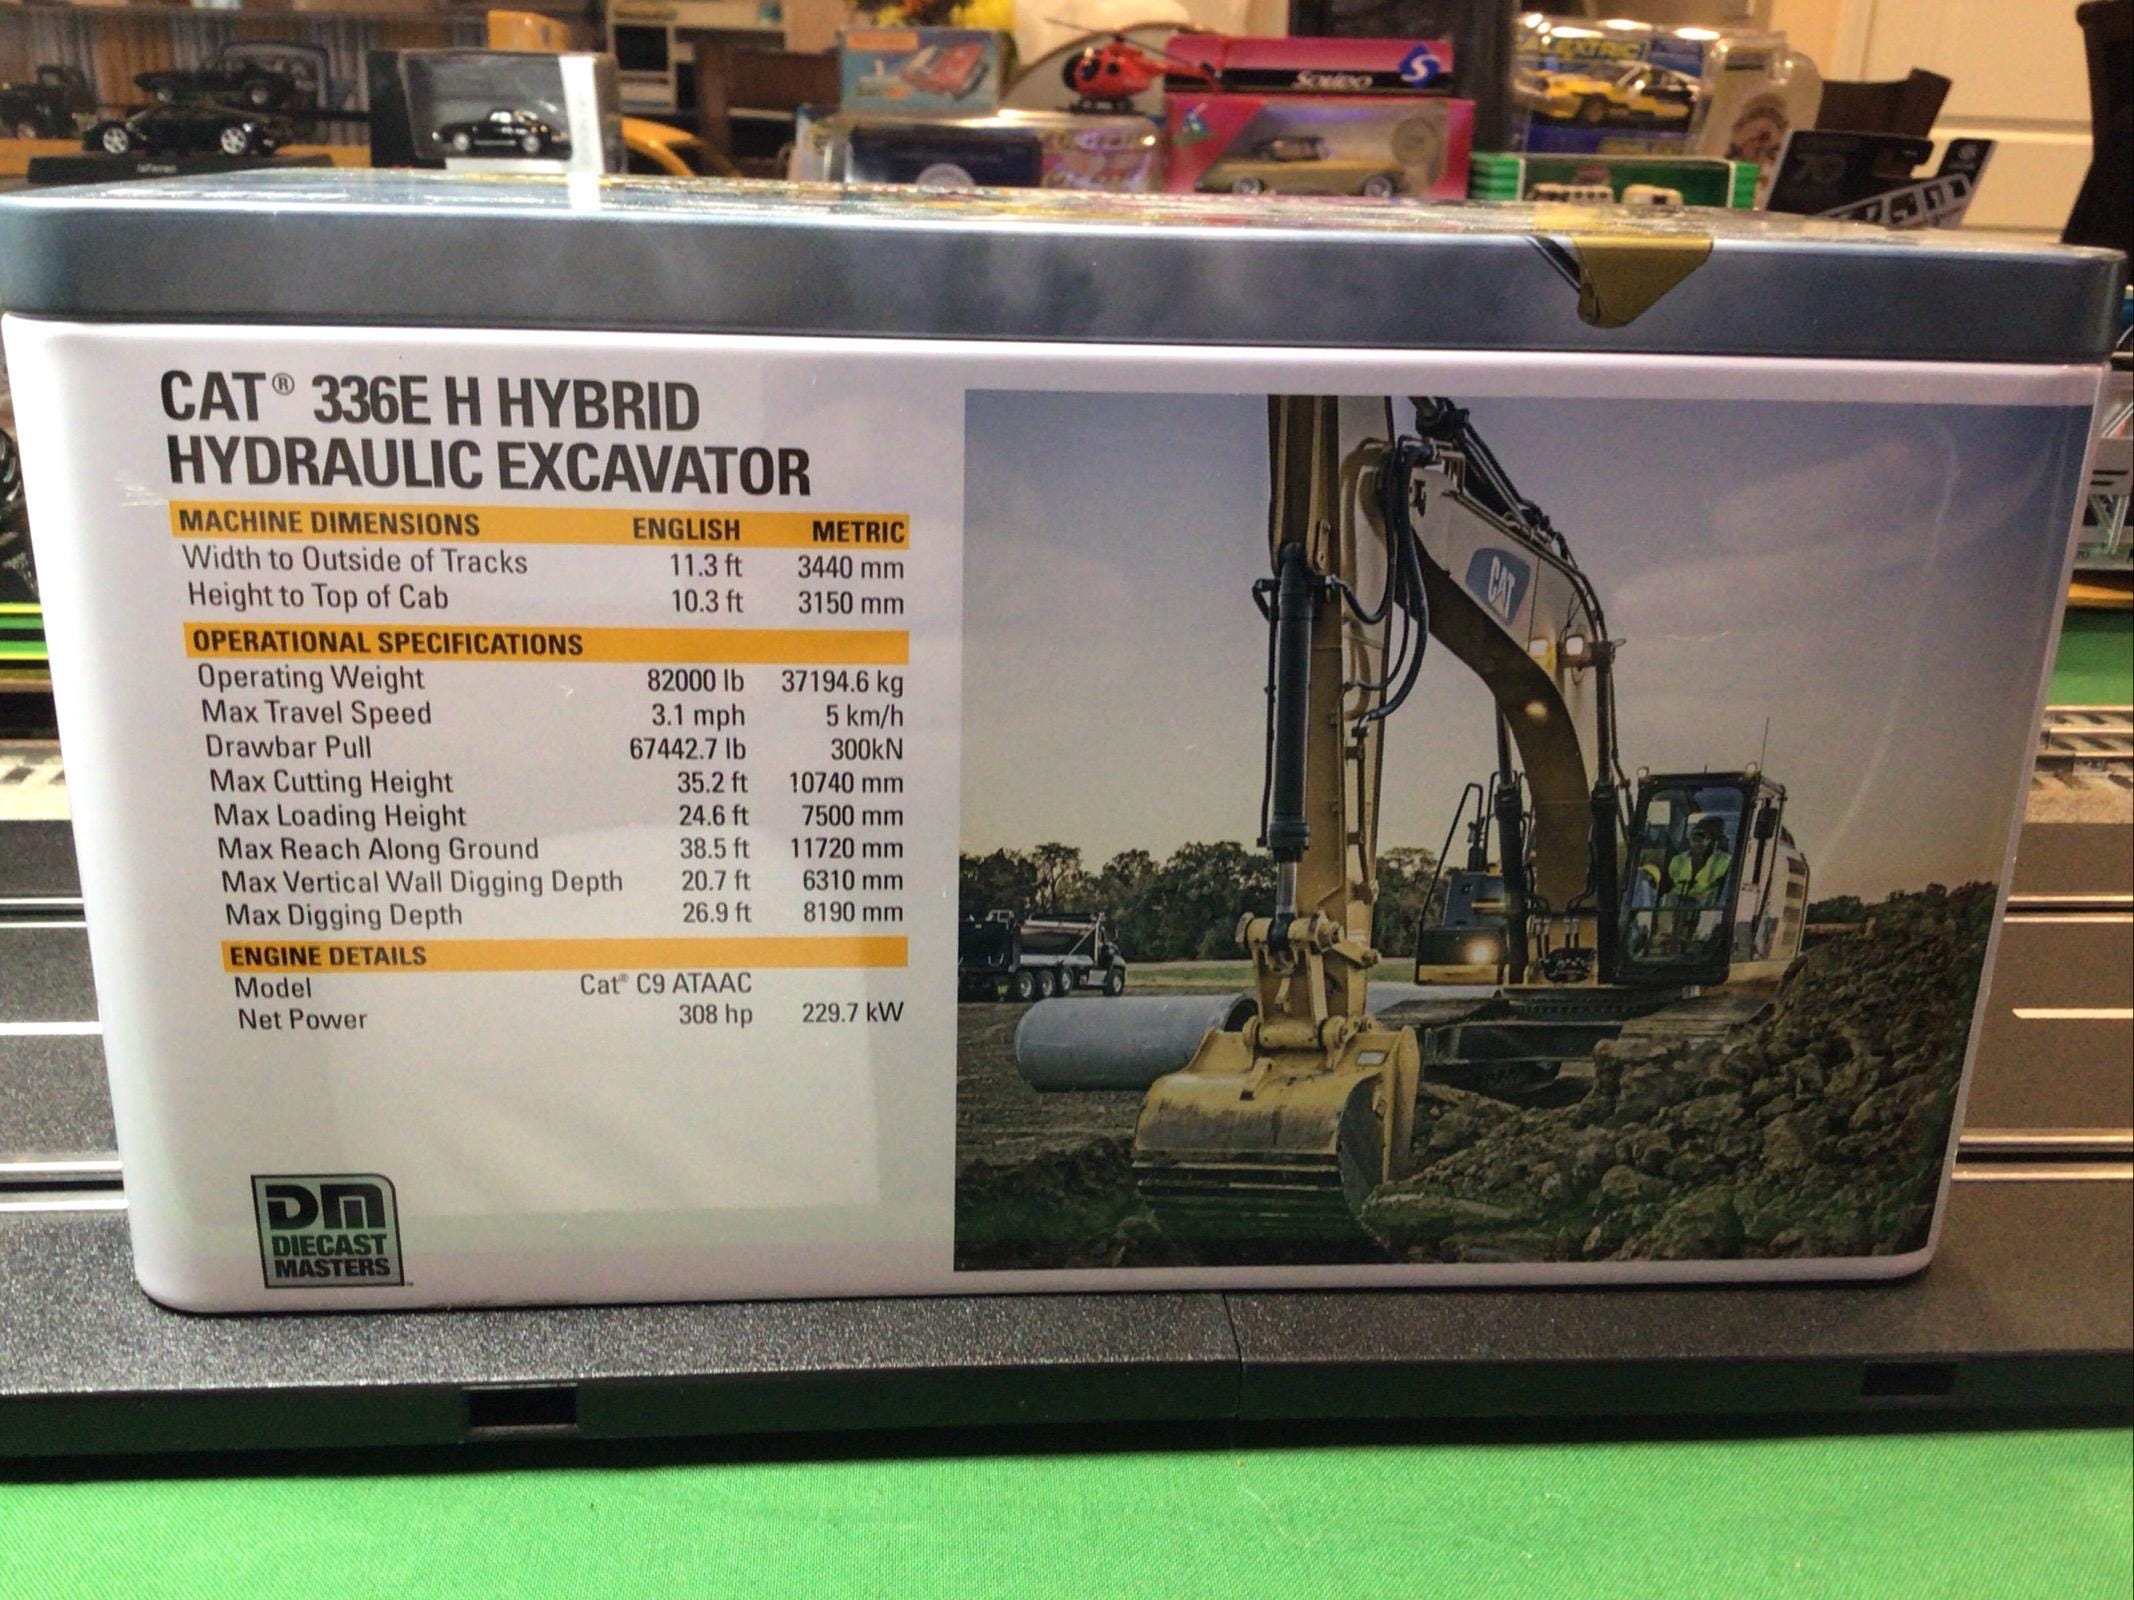 Solido
CAT® 336E H HYBRID
HYDRAULIC EXCAVATOR
MACHINE DIMENSIONS ENGLISH METRIC
Width to Outside of Tracks 11.3 ft 3440 mm
Height to Top of Cab 10.3 ft 3150 mm
OPERATIONAL SPECIFICATIONS
Operating Weight 82000 lb 37194.6 kg
Max Travel Speed 3.1 mph 5 km/h
Drawbar Pull 67442.7 lb 300kN
Max Cutting Height 35.2 ft 10740 mm
Max Loading Height 24.6 ft 7500 mm
Max Reach Along Ground 38.5 ft 11720 mm
Max Vertical Wall Digging Depth 20.7 ft 6310 mm
Max Digging Depth 26.9 ft 8190 mm
ENGINE DETAILS
Model Cat® C9 ATAAC
Net Power 308 hp 229.7 kW
DM
DIECAST
MASTERS
CAT